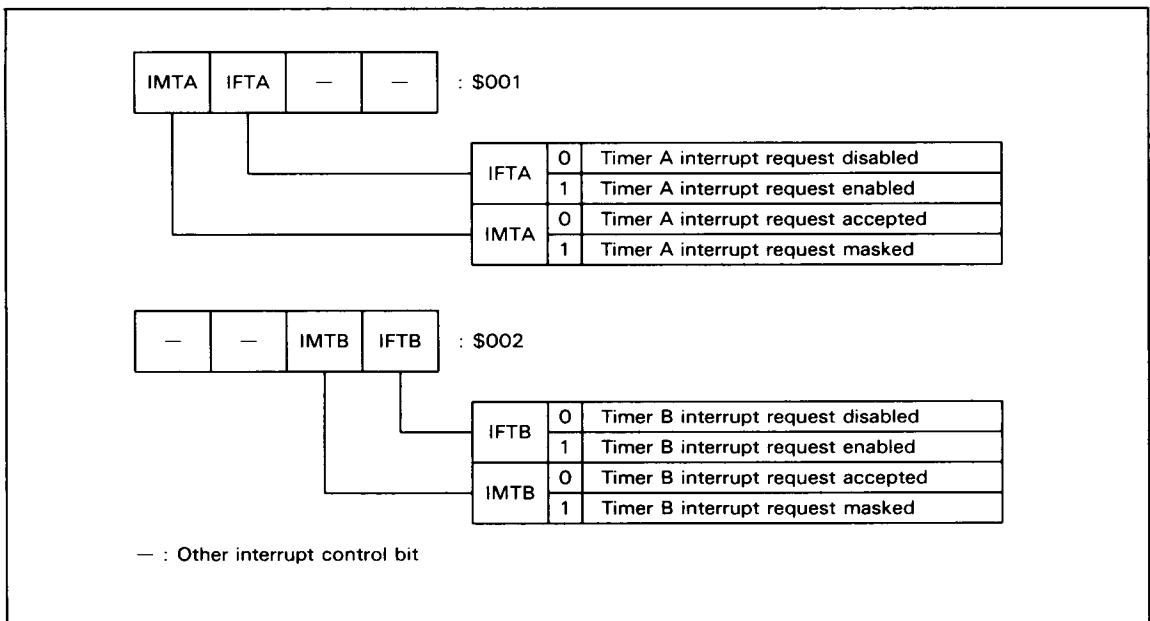 IMTA IFTA — — : $001
IFTA 0 Timer A interrupt request disabled
1 Timer A interrupt request enabled
IMTA 0 Timer A interrupt request accepted
1 Timer A interrupt request masked
— — IMTB IFTB : $002
IFTB 0 Timer B interrupt request disabled
1 Timer B interrupt request enabled
IMTB 0 Timer B interrupt request accepted
1 Timer B interrupt request masked
— : Other interrupt control bit